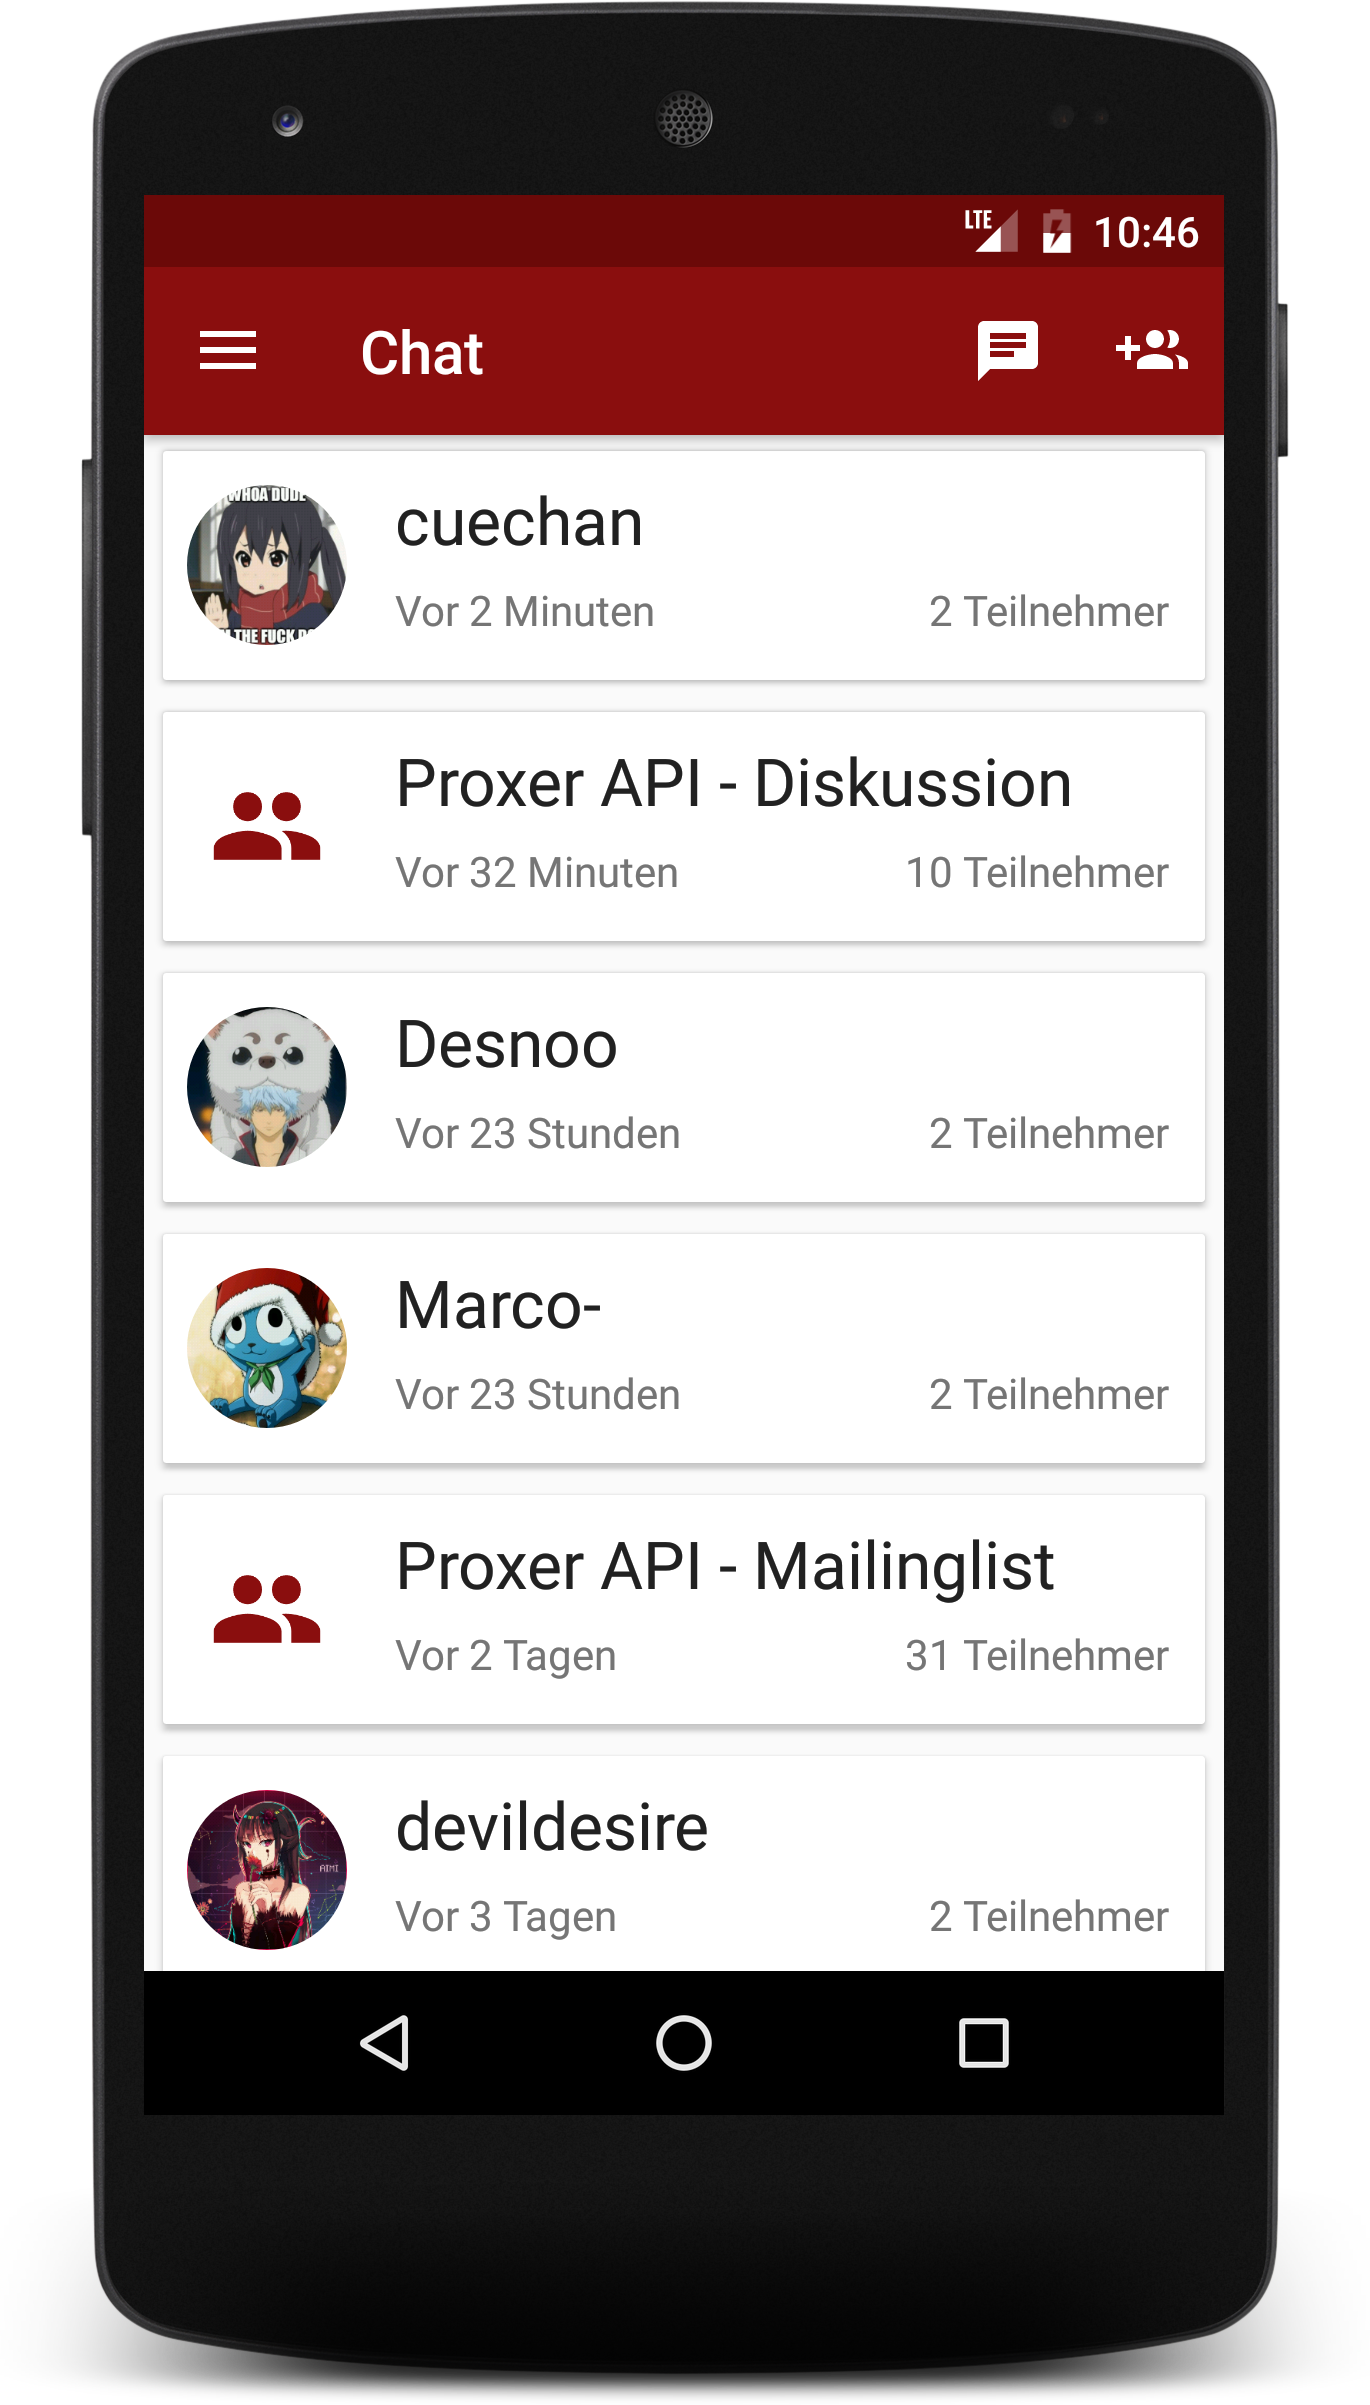 LTE 10:46
Chat
WHOA DUDE
THE FUCK
cuechan
Vor 2 Minuten 2 Teilnehmer
Proxer API - Diskussion
Vor 32 Minuten 10 Teilnehmer
Desnoo
Vor 23 Stunden 2 Teilnehmer
Marco-
Vor 23 Stunden 2 Teilnehmer
Proxer API - Mailinglist
Vor 2 Tagen 31 Teilnehmer
devildesire
AIMI
Vor 3 Tagen 2 Teilnehmer